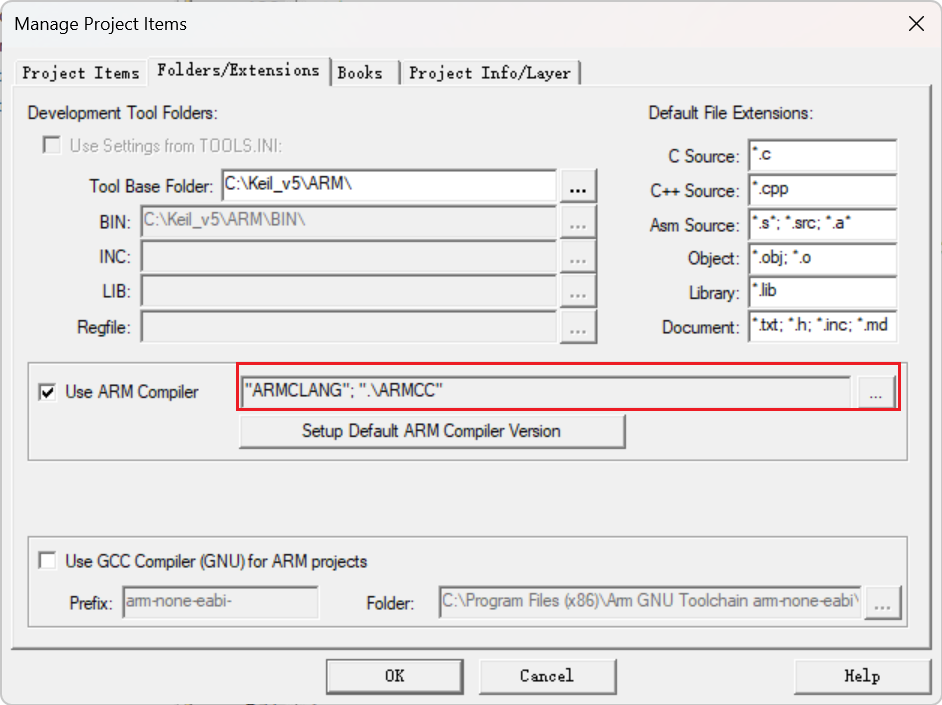 Manage Project Items
Project Items Folders/Extensions Books Project Info/Layer
Development Tool Folders:
Use Settings from TOOLS.INI:
Tool Base Folder: C:\Keil_v5\ARM\ ...
BIN: C:\Keil_v5\ARM\BIN\ ...
INC: ...
LIB: ...
Regfile: ...
Default File Extensions:
C Source: *.c
C++ Source: *.cpp
Asm Source: *.s*; *.src; *.a*
Object: *.obj; *.o
Library: *.lib
Document: *.txt; *.h; *.inc; *.md
Use ARM Compiler "ARMCLANG"; ".\ARMCC" ...
Setup Default ARM Compiler Version
Use GCC Compiler (GNU) for ARM projects
Prefix: arm-none-eabi- Folder: C:\Program Files (x86)\Arm GNU Toolchain arm-none-eabi\ ...
OK Cancel Help